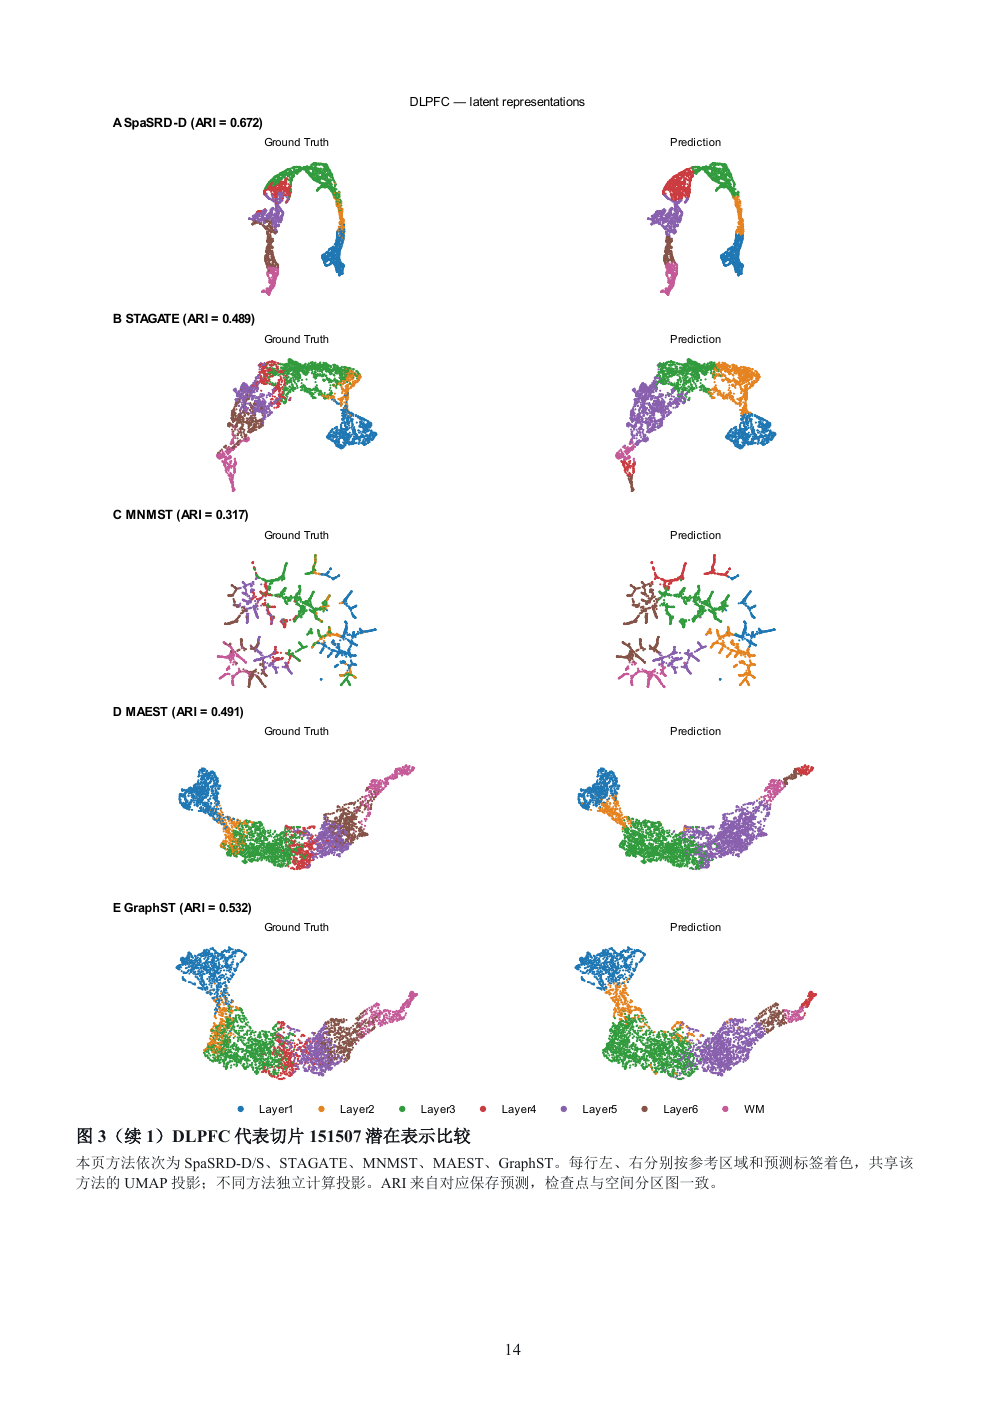 DLPFC — latent representations
A SpaSRD-D (ARI = 0.672)
Ground Truth
Prediction
B STAGATE (ARI = 0.489)
Ground Truth
Prediction
C MNMST (ARI = 0.317)
Ground Truth
Prediction
D MAEST (ARI = 0.491)
Ground Truth
Prediction
E GraphST (ARI = 0.532)
Ground Truth
Prediction
Layer1 Layer2 Layer3 Layer4 Layer5 Layer6 WM
图 3（续 1）DLPFC 代表切片 151507 潜在表示比较
本页方法依次为 SpaSRD-D/S、STAGATE、MNMST、MAEST、GraphST。每行左、右分别按参考区域和预测标签着色，共享该
方法的 UMAP 投影；不同方法独立计算投影。ARI 来自对应保存预测，检查点与空间分区图一致。
14